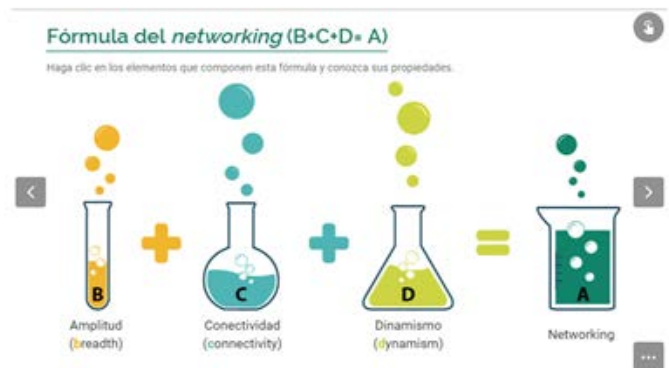 Fórmula del networking (B+C+D= A)
Haga clic en los elementos que componen esta fórmula y conozca sus propiedades.
B
C
D
A
Amplitud
(breadth)
Conectividad
(connectivity)
Dinamismo
(dynamism)
Networking